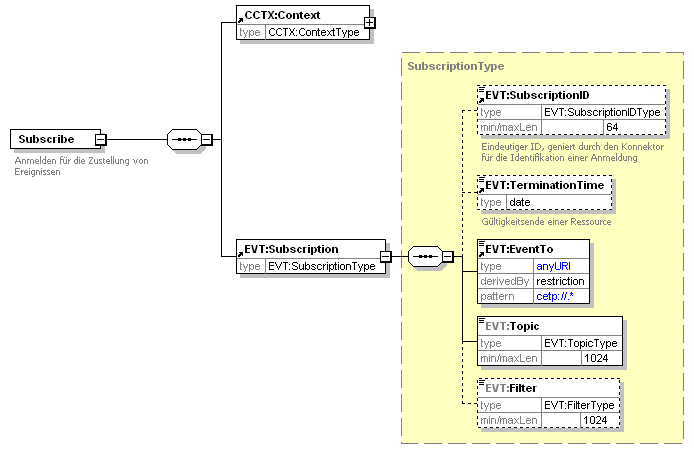 CCTX:Context
type CCTX:ContextType
SubscriptionType
EVT:SubscriptionID
type EVT:SubscriptionIDType
min/maxLen 64
Eindeutiger ID, geniert durch den Konnektor
für die Identifikation einer Anmeldung
Subscribe
Anmelden für die Zustellung von
Ereignissen
EVT:TerminationTime
type date
Gültigkeitsende einer Ressource
EVT:Subscription
type EVT:SubscriptionType
EVT:EventTo
type anyURI
derivedBy restriction
pattern cetp://.*
EVT:Topic
type EVT:TopicType
min/maxLen 1024
EVT:Filter
type EVT:FilterType
min/maxLen 1024